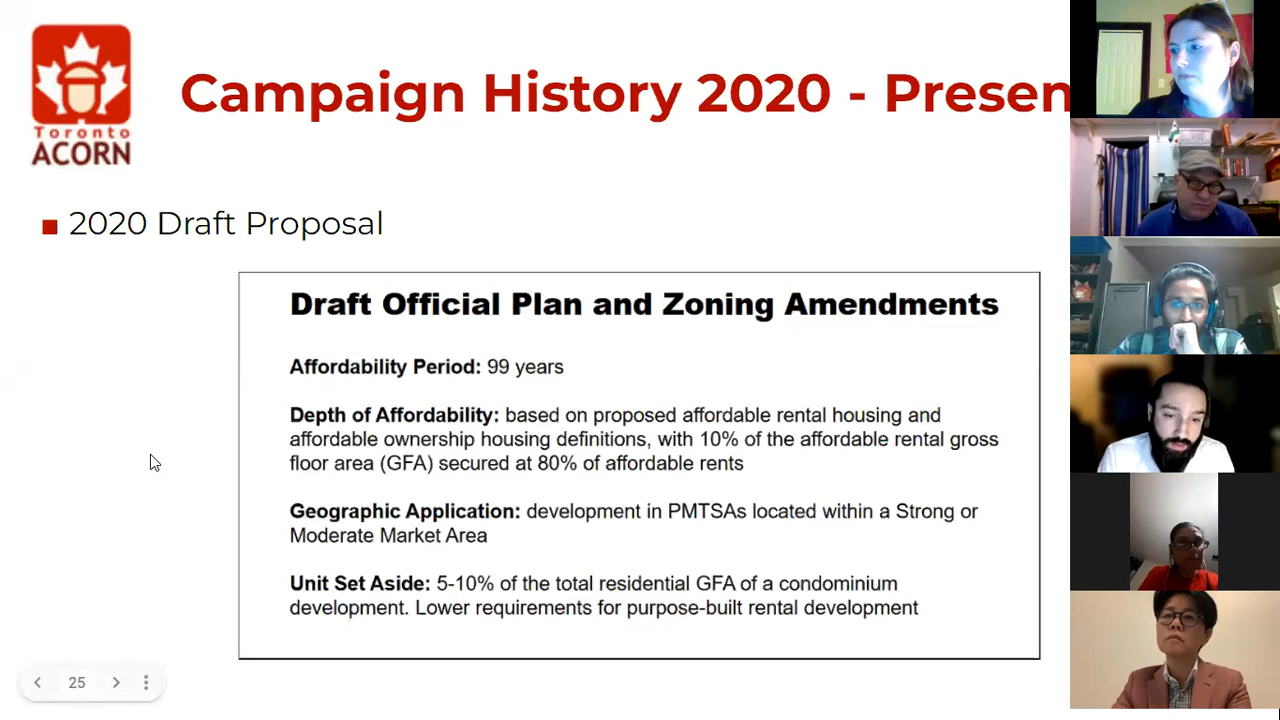 Toronto
ACORN
Campaign History 2020 - Presen
2020 Draft Proposal
Draft Official Plan and Zoning Amendments
Affordability Period: 99 years
Depth of Affordability: based on proposed affordable rental housing and
affordable ownership housing definitions, with 10% of the affordable rental gross
floor area (GFA) secured at 80% of affordable rents
Geographic Application: development in PMTSAs located within a Strong or
Moderate Market Area
Unit Set Aside: 5-10% of the total residential GFA of a condominium
development. Lower requirements for purpose-built rental development
25